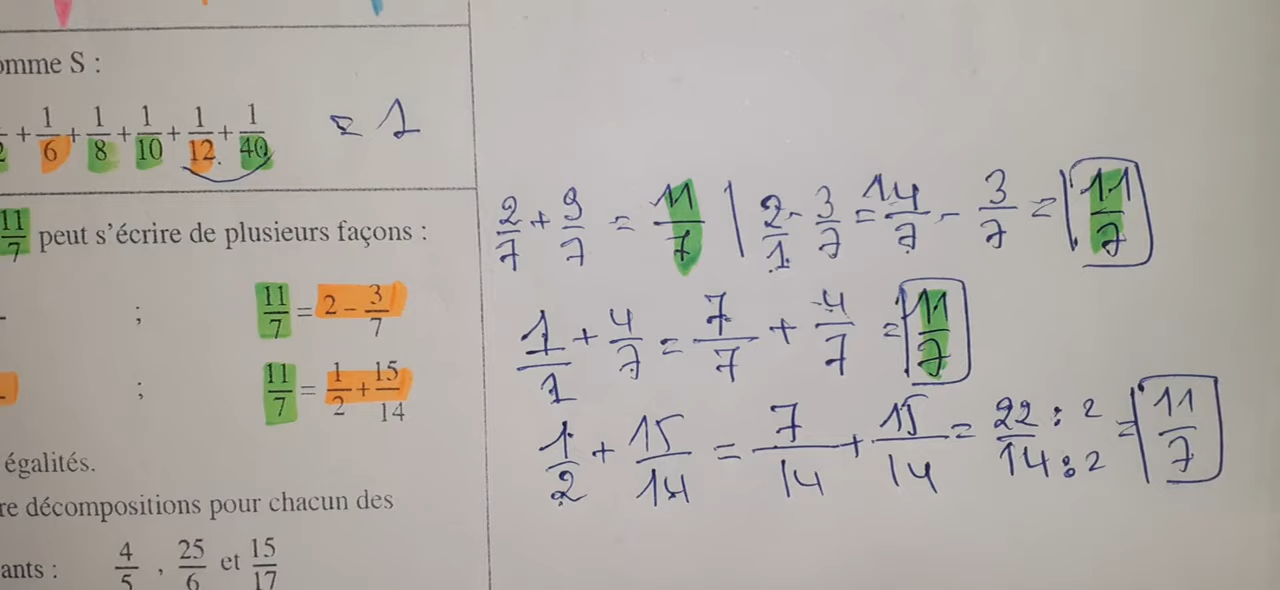 omme S :
+ 1/6 + 1/8 + 1/10 + 1/12 + 1/40 = 1
11/7 peut s'écrire de plusieurs façons :
; 11/7 = 2 - 3/7
; 11/7 = 1/2 + 15/14
égalités.
re décompositions pour chacun des
ants : 4/5 , 25/6 et 15/17
2/7 + 9/7 = 11/7 | 2/1 - 3/7 = 14/7 - 3/7 = 11/7
1/1 + 4/7 = 7/7 + 4/7 = 11/7
1/2 + 15/14 = 7/14 + 15/14 = 22:2/14:2 = 11/7